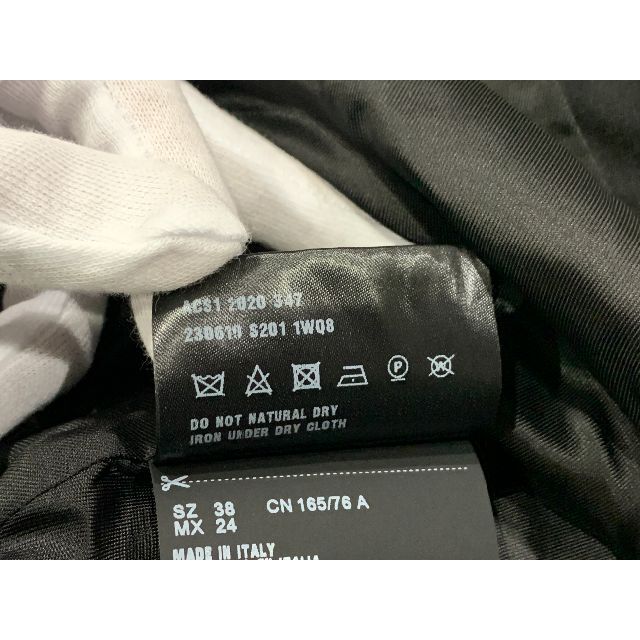 ACS1 2020 347
230610 S201 1WQ8
P W
DO NOT NATURAL DRY
IRON UNDER DRY CLOTH
SZ 38 CN 165/76 A
MX 24
MADE IN ITALY